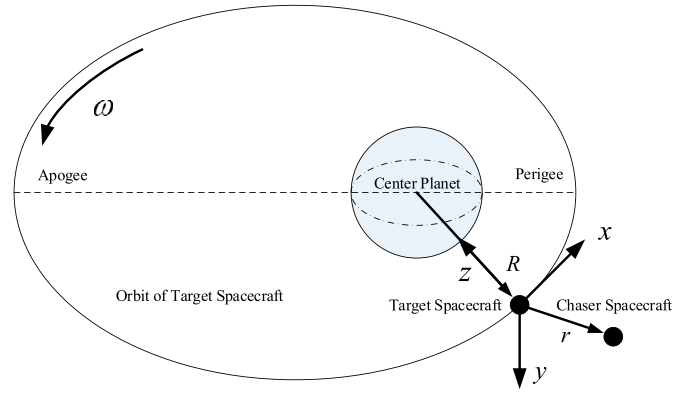 ω
Apogee
Center Planet
Perigee
x
z
R
Orbit of Target Spacecraft
Target Spacecraft
Chaser Spacecraft
r
y